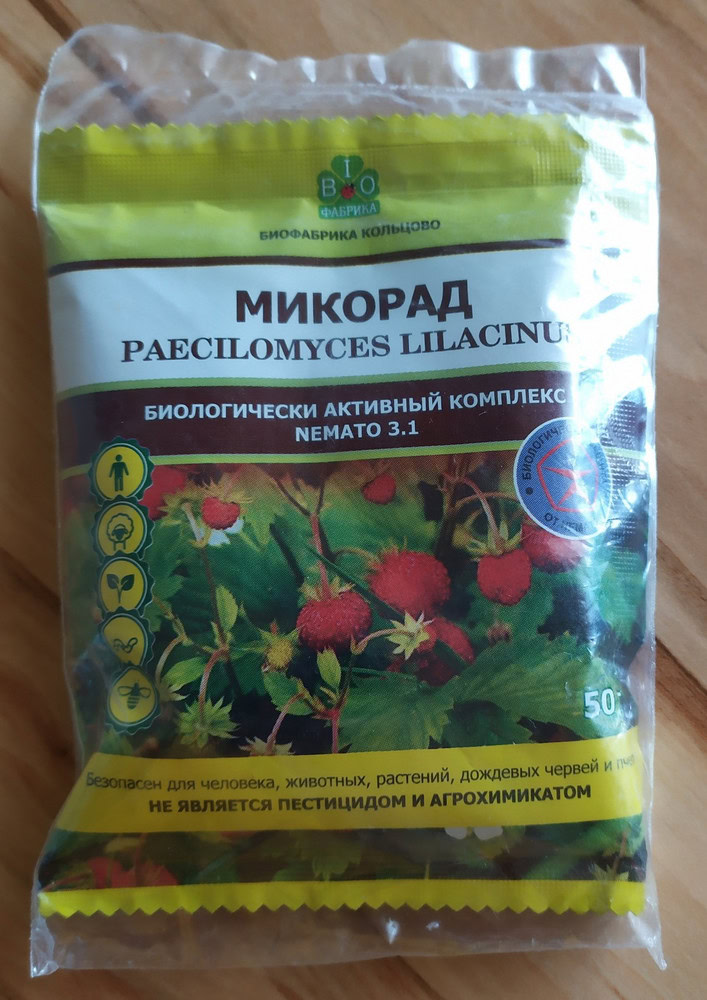 BIO
ФАБРИКА
БИОФАБРИКА КОЛЬЦОВО
МИКОРАД
PAECILOMYCES LILACINUS
БИОЛОГИЧЕСКИ АКТИВНЫЙ КОМПЛЕКС
NEMATO 3.1
ОТ
50
Безопасен для человека, животных, растений, дождевых червей и
НЕ ЯВЛЯЕТСЯ ПЕСТИЦИДОМ И АГРОХИМИКАТОМ